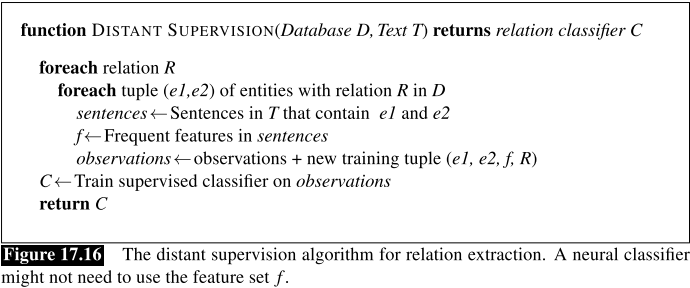 function DISTANT SUPERVISION(Database D, Text T) returns relation classifier C
foreach relation R
foreach tuple (e1,e2) of entities with relation R in D
sentences←Sentences in T that contain e1 and e2
f←Frequent features in sentences
observations←observations + new training tuple (e1, e2, f, R)
C←Train supervised classifier on observations
return C
Figure 17.16 The distant supervision algorithm for relation extraction. A neural classifier
might not need to use the feature set f.